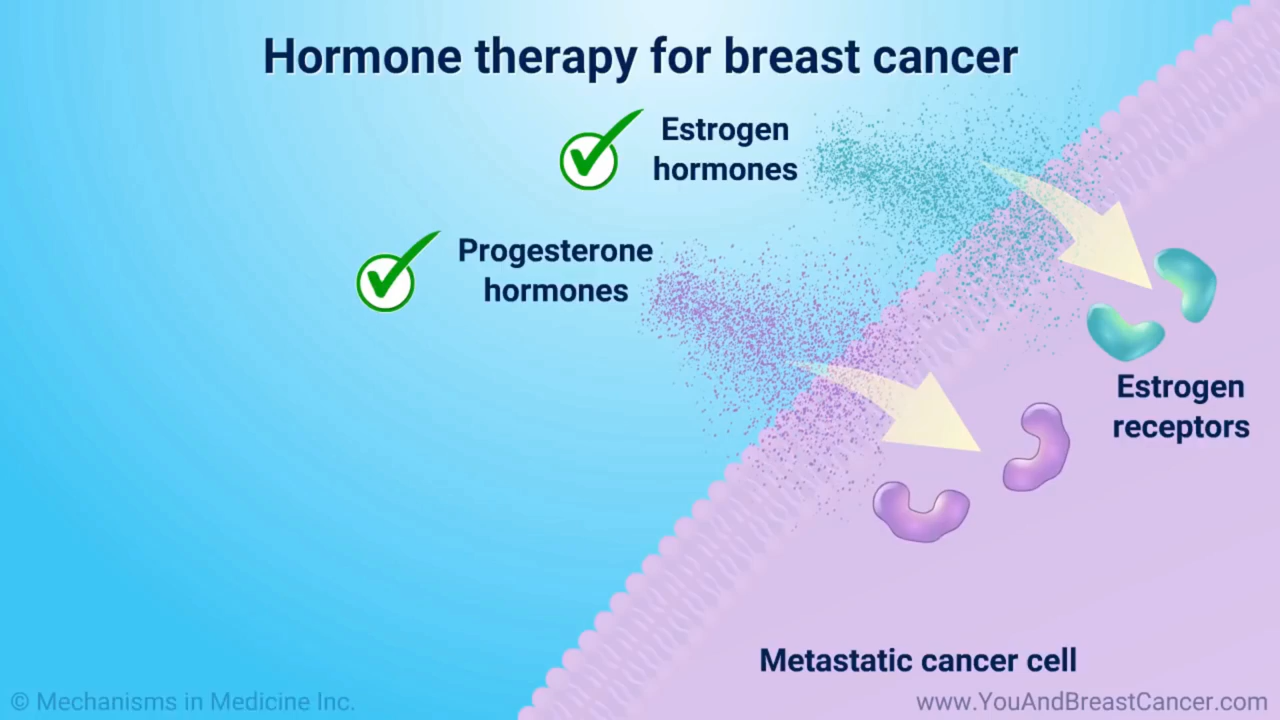 Hormone therapy for breast cancer
Estrogen
hormones
Progesterone
hormones
Estrogen
receptors
Metastatic cancer cell
© Mechanisms in Medicine Inc.
www.YouAndBreastCancer.com